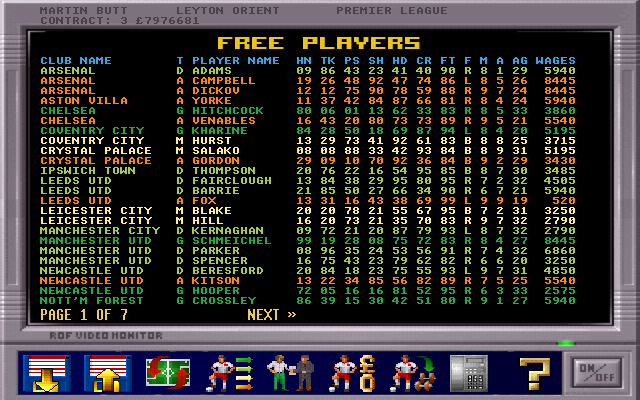 MARTIN BUTT LEYTON ORIENT PREMIER LEAGUE
CONTRACT: 3 £7976681
FREE PLAYERS
CLUB NAME T PLAYER NAME HN TK PS SH HD CR FT F M A AG WAGES
ARSENAL D ADAMS 09 86 43 23 41 40 90 R 8 1 29 5940
ARSENAL A CAMPBELL 19 26 48 92 47 74 86 L 8 5 26 8445
ARSENAL A DICKOV 12 12 75 90 78 59 88 R 9 7 24 8445
ASTON VILLA A YORKE 11 37 42 84 87 66 81 R 8 4 24 5940
CHELSEA G HITCHCOCK 80 06 01 13 62 33 83 R 8 5 33 3860
CHELSEA A VENABLES 16 43 20 80 73 73 89 R 9 5 21 5540
COVENTRY CITY G KHARINE 84 28 50 18 69 87 94 L 8 4 20 5195
COVENTRY CITY M HURST 13 29 73 41 92 61 83 B 8 8 25 3715
CRYSTAL PALACE M SALAKO 08 08 88 33 42 93 84 B 8 9 31 5195
CRYSTAL PALACE A GORDON 29 09 10 70 92 36 84 B 9 2 29 3430
IPSWICH TOWN D THOMPSON 20 76 22 16 54 95 85 B 8 7 30 3485
LEEDS UTD D FAIRCLOUGH 13 84 38 29 95 80 95 R 7 2 32 4505
LEEDS UTD D BARRIE 21 85 50 27 66 34 90 R 6 7 21 5940
LEEDS UTD A FOX 13 31 16 43 38 69 99 L 9 9 19 520
LEICESTER CITY M BLAKE 20 20 78 21 55 67 95 B 7 2 31 3250
LEICESTER CITY M HILL 16 20 73 21 35 70 83 R 9 7 32 2790
MANCHESTER CITY D KERNAGHAN 09 72 21 20 87 79 93 L 8 7 32 2790
MANCHESTER UTD G SCHMEICHEL 99 19 28 08 75 72 83 R 8 4 27 8445
MANCHESTER UTD D PARKER 08 96 35 24 53 56 91 R 7 4 32 6860
MANCHESTER UTD D SPENCER 16 75 43 23 79 62 82 R 6 6 20 3250
NEWCASTLE UTD D BERESFORD 20 84 18 23 75 55 93 L 9 7 31 4850
NEWCASTLE UTD A KITSON 13 22 34 85 56 82 89 R 7 5 25 5540
NEWCASTLE UTD G HOOPER 72 05 16 16 81 52 95 R 6 3 33 2575
NOTT'M FOREST G CROSSLEY 86 39 15 30 42 51 80 R 9 1 27 5940
PAGE 1 OF 7 NEXT »
RDF VIDEO MONITOR
ON/OFF